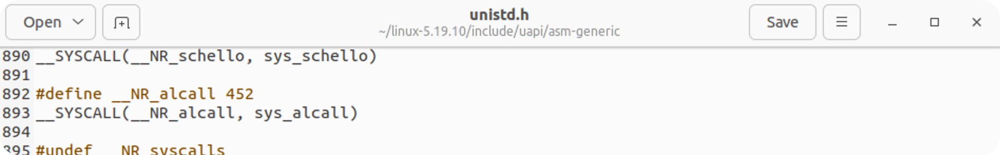 Open
unistd.h
~/linux-5.19.10/include/uapi/asm-generic
Save
890 __SYSCALL(__NR_schello, sys_schello)
891
892 #define __NR_alcall 452
893 __SYSCALL(__NR_alcall, sys_alcall)
894
895 #undef __NR_syscalls